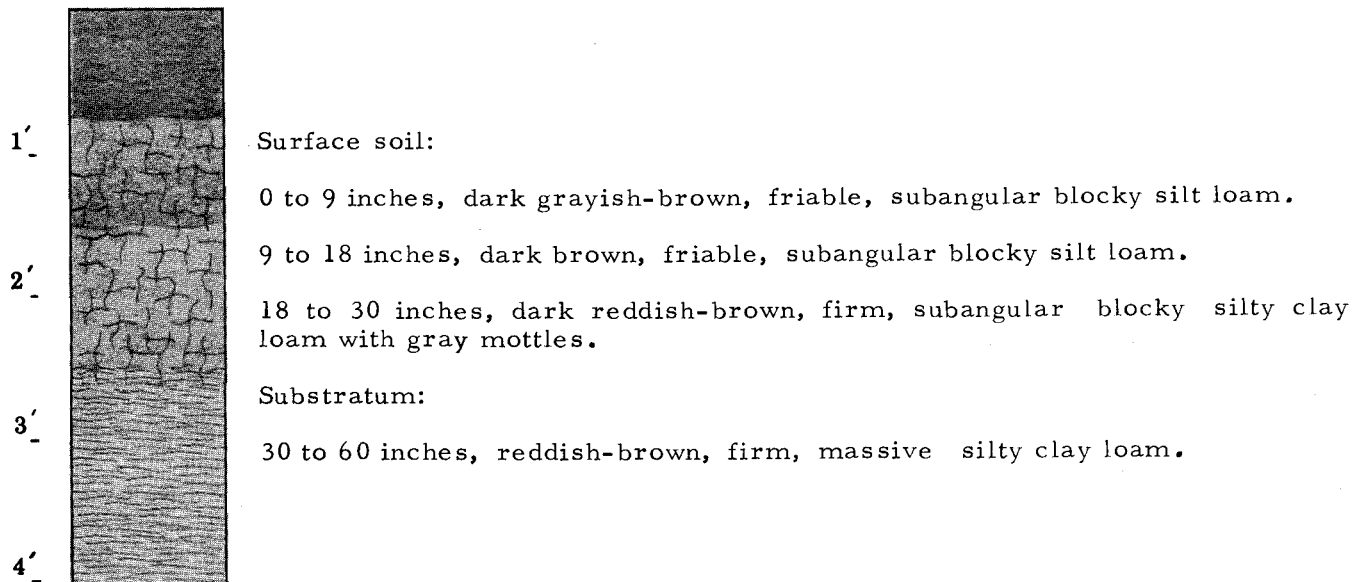 1'
Surface soil:
0 to 9 inches, dark grayish-brown, friable, subangular blocky silt loam.
9 to 18 inches, dark brown, friable, subangular blocky silt loam.
2'
18 to 30 inches, dark reddish-brown, firm, subangular blocky silty clay
loam with gray mottles.
Substratum:
3'
30 to 60 inches, reddish-brown, firm, massive silty clay loam.
4'